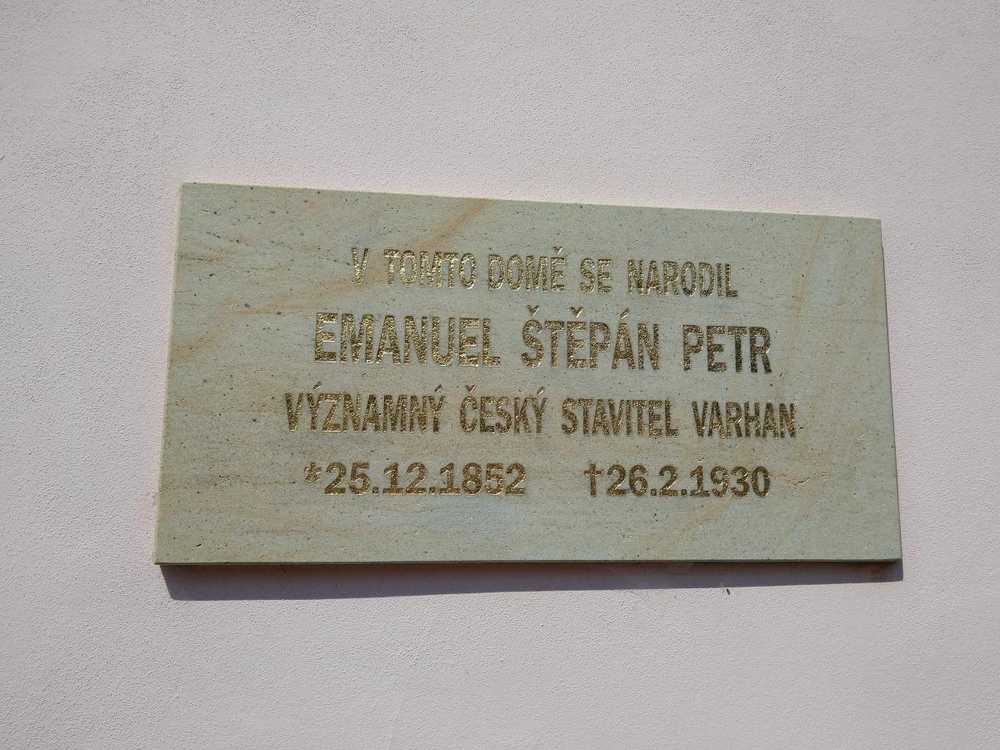 V TOMTO DOMĚ SE NARODIL
EMANUEL ŠTĚPÁN PETR
VÝZNAMNÝ ČESKÝ STAVITEL VARHAN
*25.12.1852 †26.2.1930